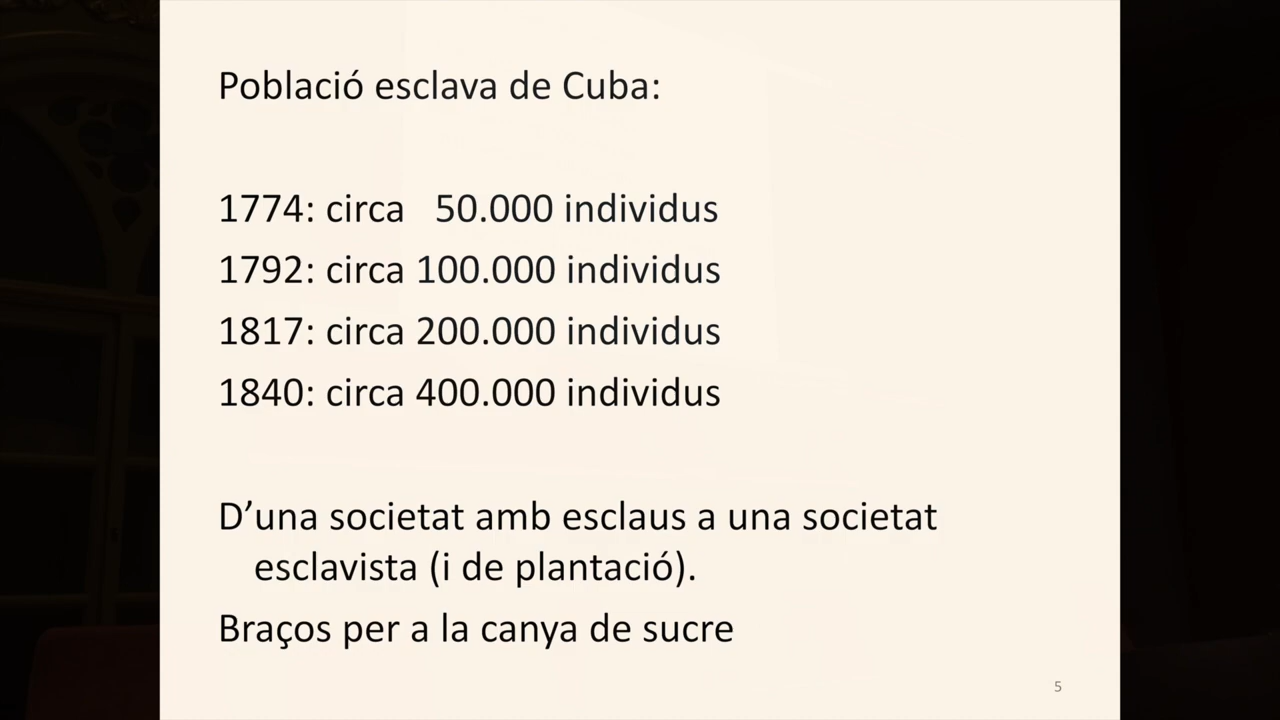 Població esclava de Cuba:
1774: circa 50.000 individus
1792: circa 100.000 individus
1817: circa 200.000 individus
1840: circa 400.000 individus
D’una societat amb esclaus a una societat
esclavista (i de plantació).
Braços per a la canya de sucre
5